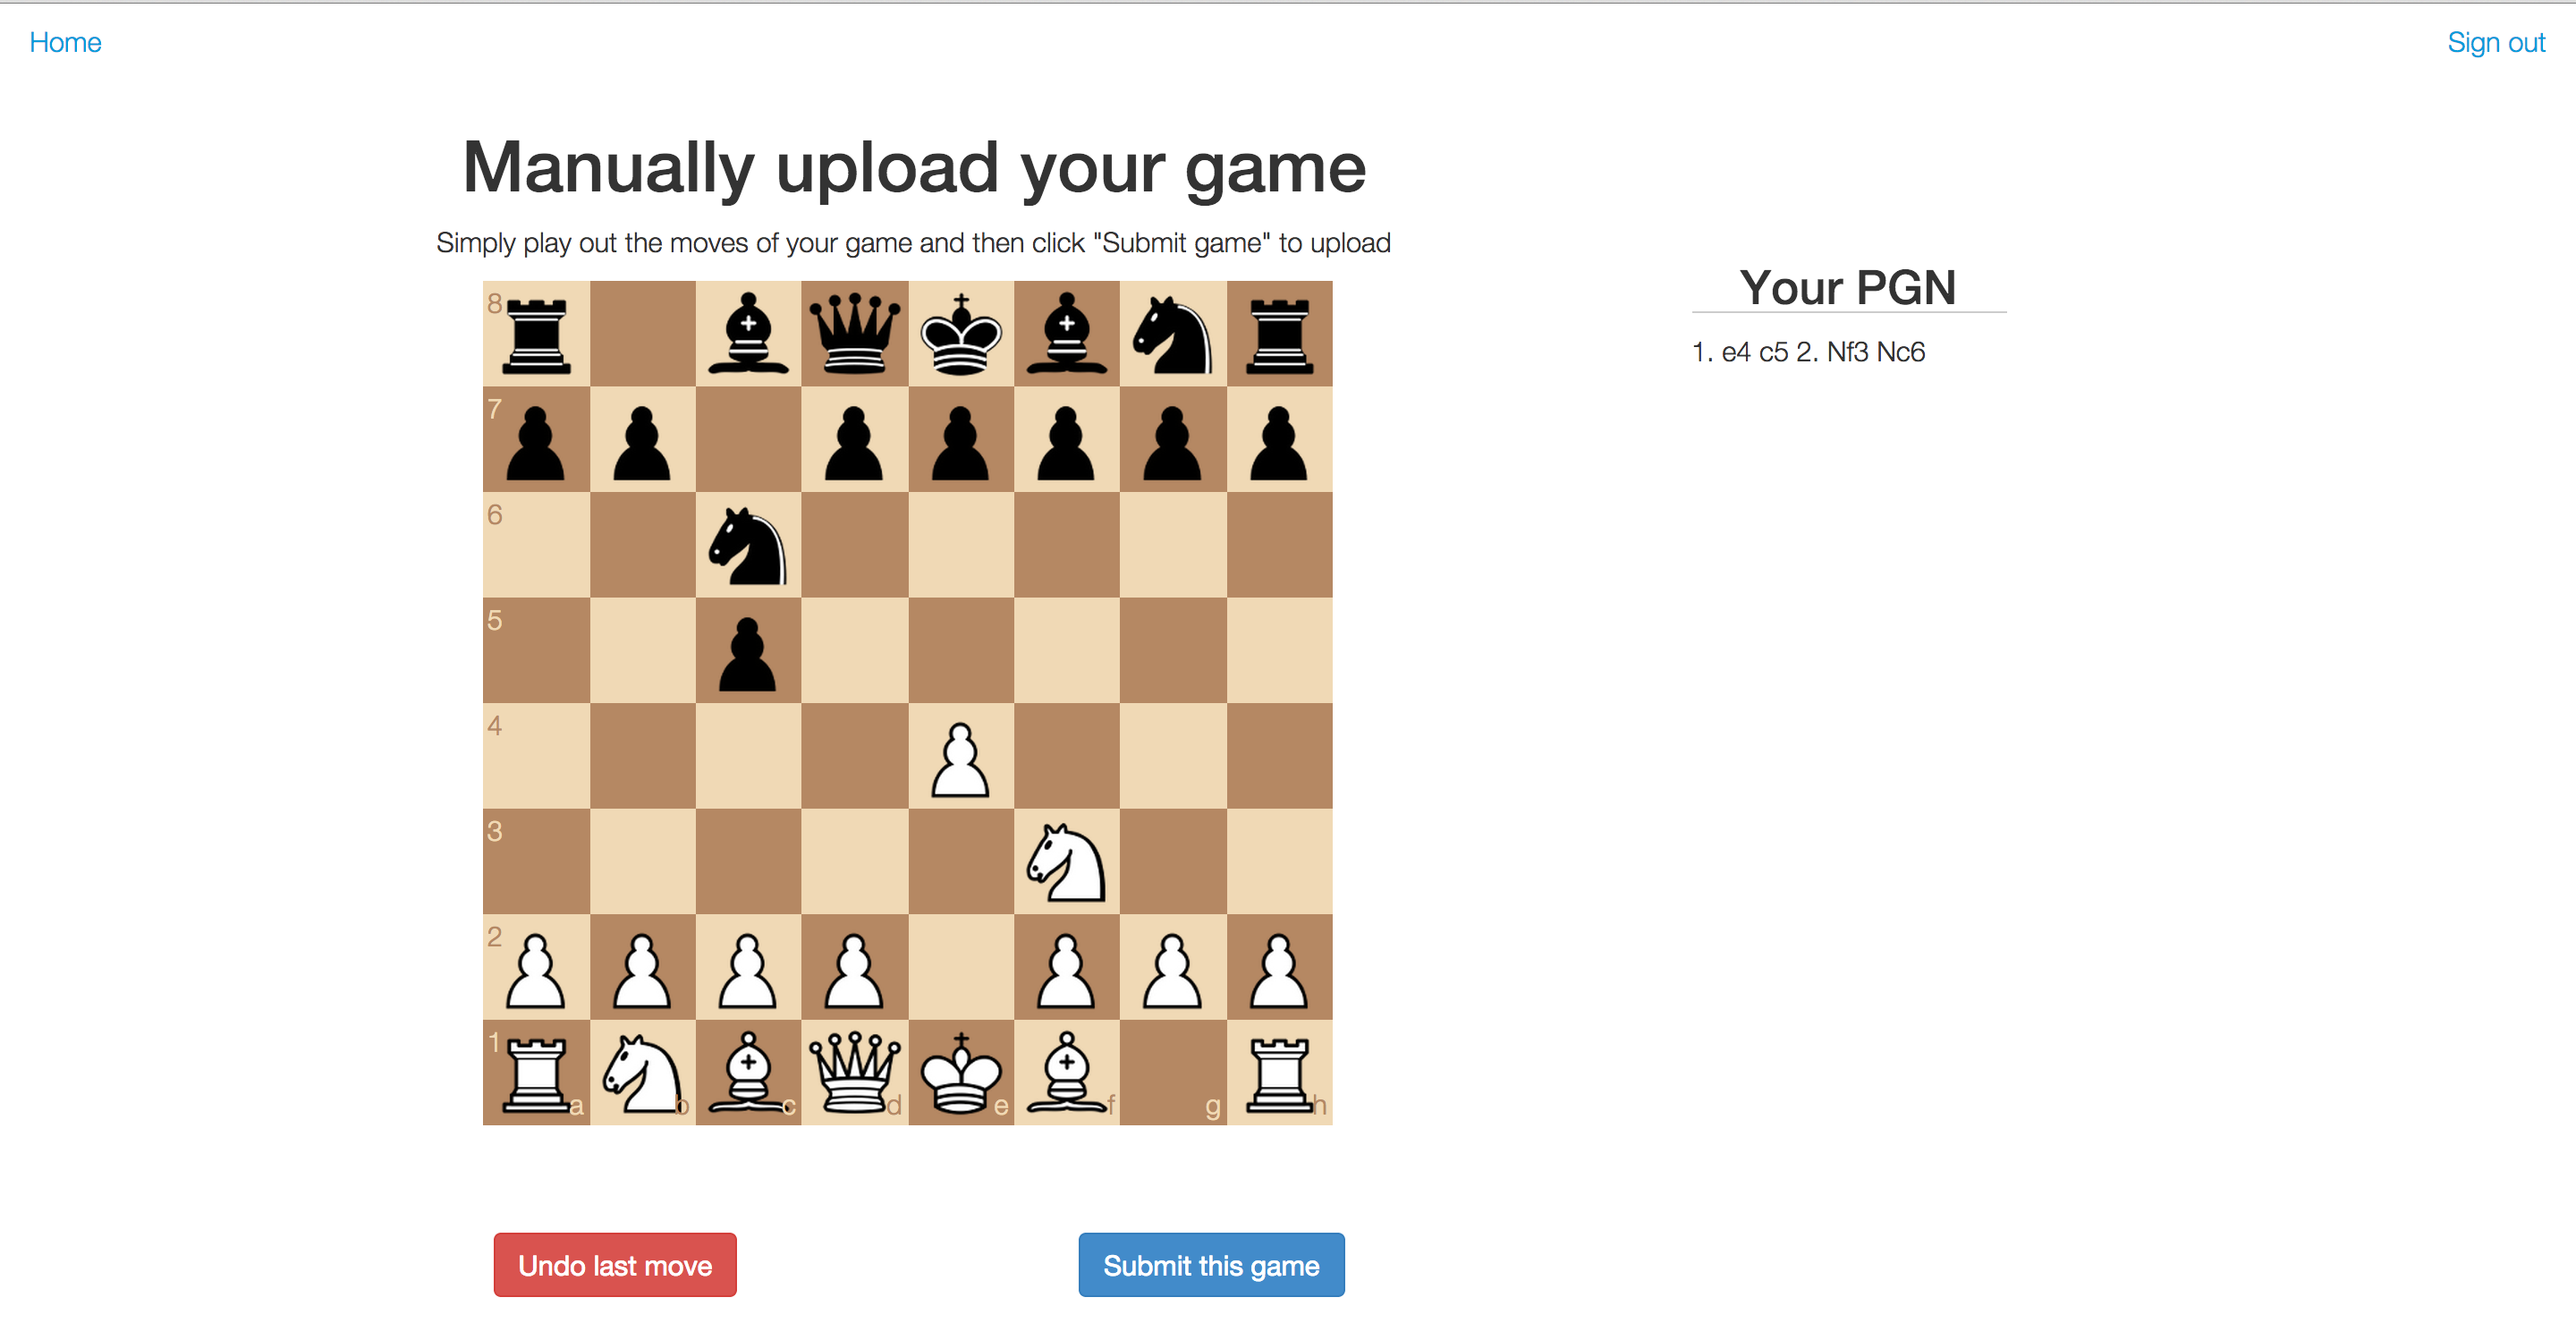 Home
Sign out
Manually upload your game
Simply play out the moves of your game and then click "Submit game" to upload
Your PGN
1. e4 c5 2. Nf3 Nc6
8
7
6
5
4
3
2
1
a b c d e f g h
Undo last move
Submit this game